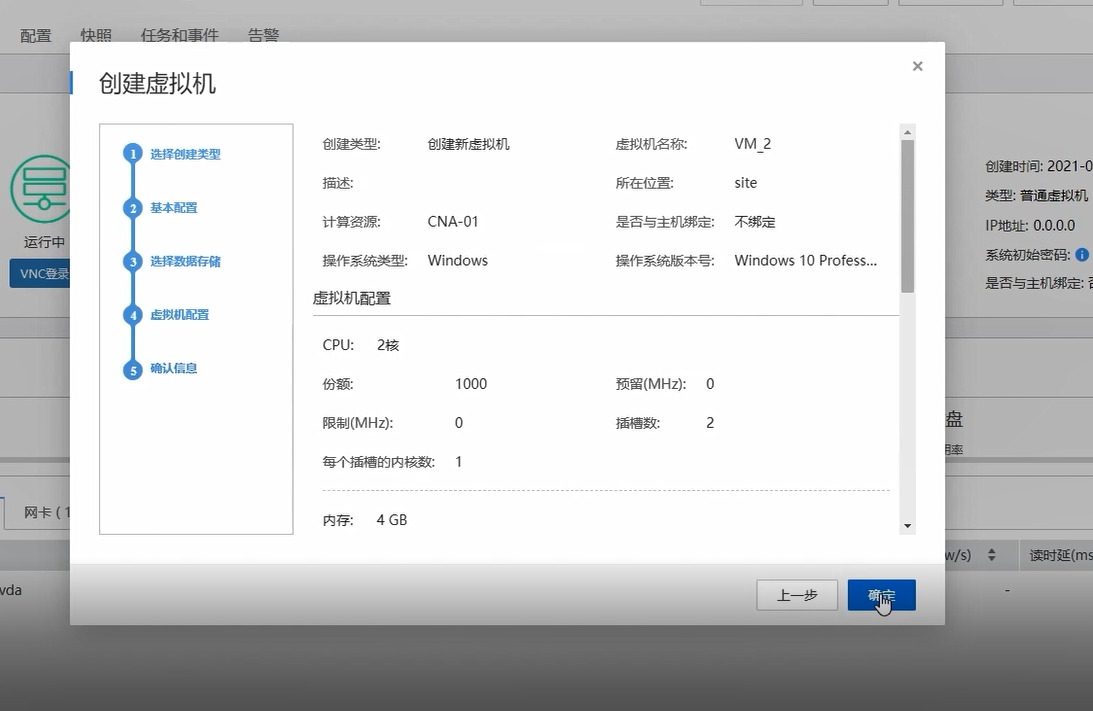 配置 快照 任务和事件 告警
创建虚拟机
1 选择创建类型
2 基本配置
3 选择数据存储
4 虚拟机配置
5 确认信息
创建类型: 创建新虚拟机 虚拟机名称: VM_2
描述: 所在位置: site
计算资源: CNA-01 是否与主机绑定: 不绑定
操作系统类型: Windows 操作系统版本号: Windows 10 Profess...
虚拟机配置
CPU: 2核
份额: 1000 预留(MHz): 0
限制(MHz): 0 插槽数: 2
每个插槽的内核数: 1
内存: 4 GB
上一步 确定
运行中
VNC登录
网卡 ( 1
vda
创建时间: 2021-0
类型: 普通虚拟机
IP地址: 0.0.0.0
系统初始密码:
是否与主机绑定:
盘
用率
w/s) 读时延(ms
-